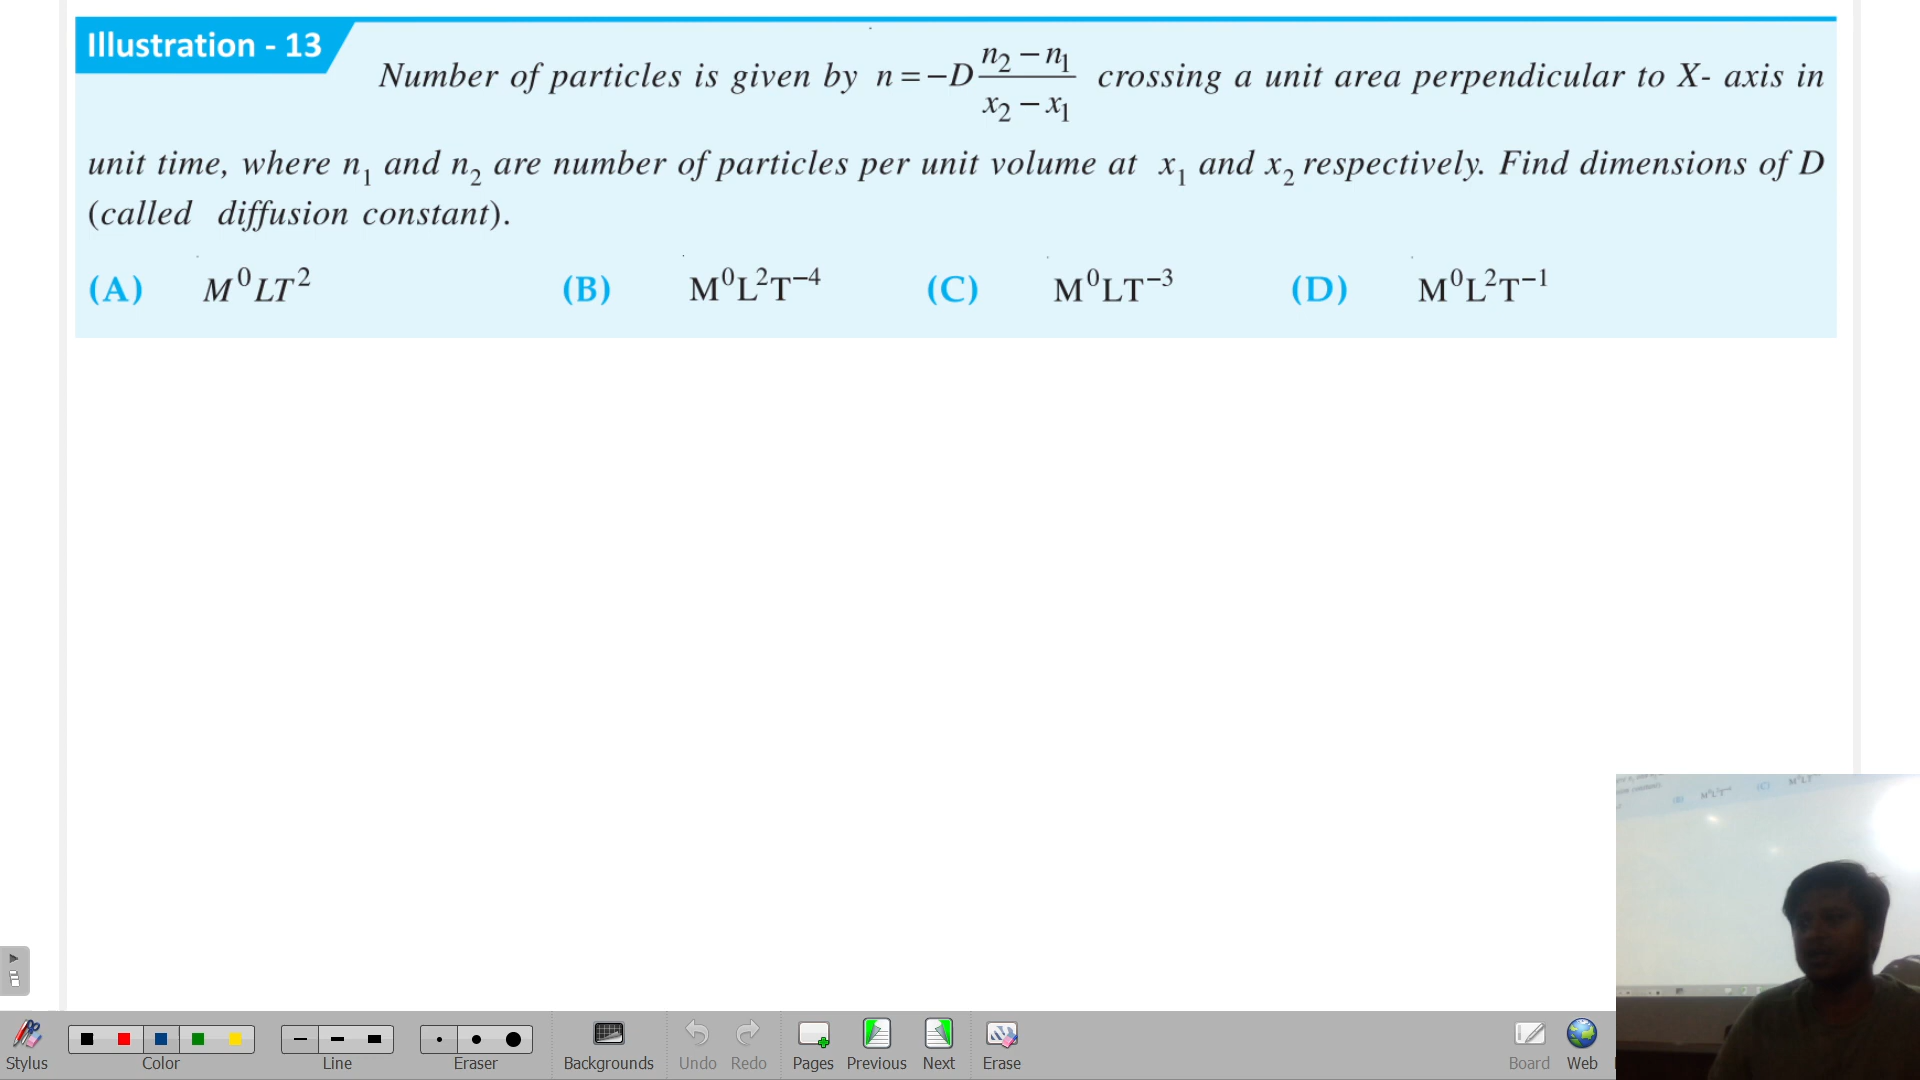 Illustration - 13
Number of particles is given by n = −D (n₂ − n₁)/(x₂ − x₁) crossing a unit area perpendicular to X- axis in
unit time, where n₁ and n₂ are number of particles per unit volume at x₁ and x₂ respectively. Find dimensions of D
(called diffusion constant).
(A) M⁰LT² (B) M⁰L²T⁻⁴ (C) M⁰LT⁻³ (D) M⁰L²T⁻¹
Stylus Color Line Eraser Backgrounds Undo Redo Pages Previous Next Erase Board Web